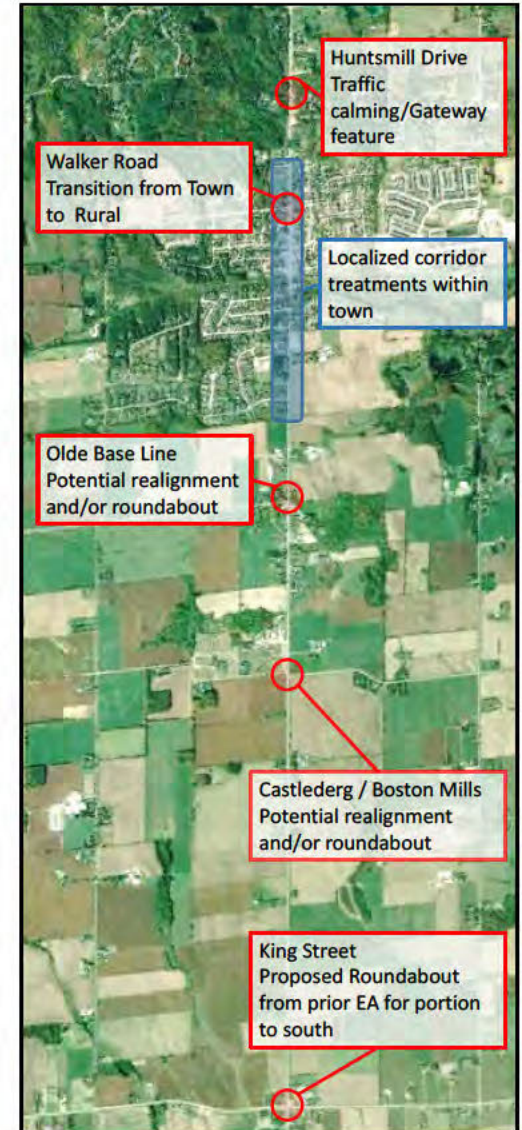 Huntsmill Drive
Traffic
calming/Gateway
feature
Walker Road
Transition from Town
to Rural
Localized corridor
treatments within
town
Olde Base Line
Potential realignment
and/or roundabout
Castlederg / Boston Mills
Potential realignment
and/or roundabout
King Street
Proposed Roundabout
from prior EA for portion
to south